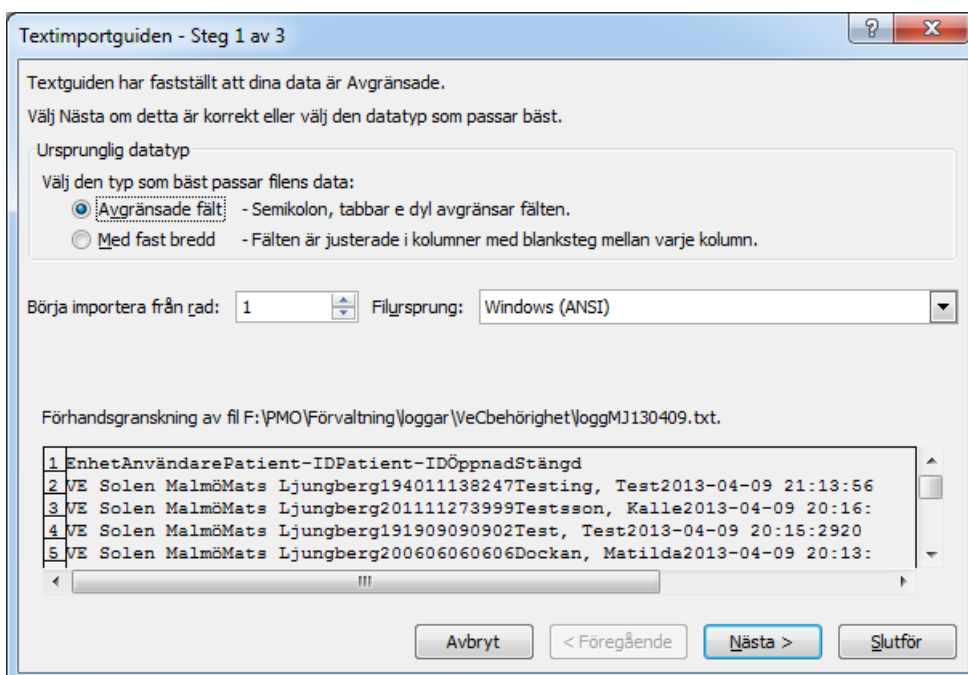 Textimportguiden - Steg 1 av 3
Textguiden har fastställt att dina data är Avgränsade.
Välj Nästa om detta är korrekt eller välj den datatyp som passar bäst.
Ursprunglig datatyp
Välj den typ som bäst passar filens data:
Avgränsade fält - Semikolon, tabbar e dyl avgränsar fälten.
Med fast bredd - Fälten är justerade i kolumner med blanksteg mellan varje kolumn.
Börja importera från rad: 1 Filursprung: Windows (ANSI)
Förhandsgranskning av fil F:\PMO\Förvaltning\loggar\VeCbehörighet\loggMJ130409.txt.
1 EnhetAnvändarePatient-IDPatient-IDÖppnadStängd
2 VE Solen MalmöMats Ljungberg194011138247Testing, Test2013-04-09 21:13:56
3 VE Solen MalmöMats Ljungberg201111273999Testsson, Kalle2013-04-09 20:16:
4 VE Solen MalmöMats Ljungberg191909090902Test, Test2013-04-09 20:15:2920
5 VE Solen MalmöMats Ljungberg200606060606Dockan, Matilda2013-04-09 20:13:
Avbryt < Föregående Nästa > Slutför